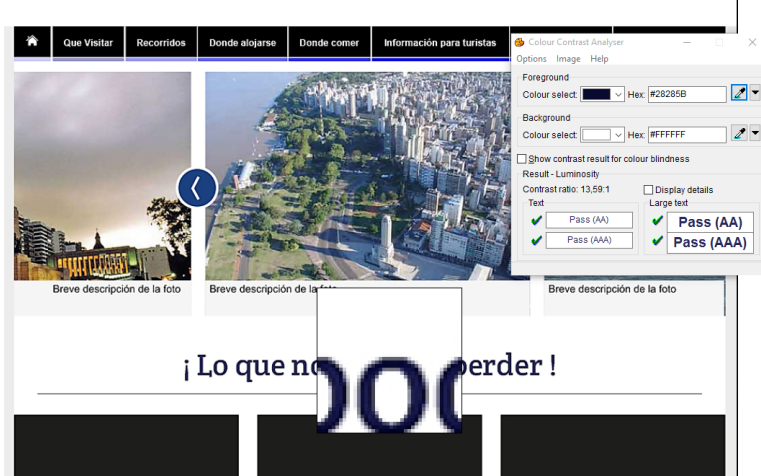 Que Visitar
Recorridos
Donde alojarse
Donde comer
Información para turistas
Colour Contrast Analyser
Options Image Help
Foreground
Colour select: Hex: #28285B
Background
Colour select: Hex: #FFFFFF
Show contrast result for colour blindness
Result - Luminosity
Contrast ratio: 13,59:1
Display details
Text
Large text
Pass (AA)
Pass (AA)
Pass (AAA)
Pass (AAA)
Breve descripción de la foto
Breve descripción de la foto
Breve descripción de la foto
¡ Lo que no perder !